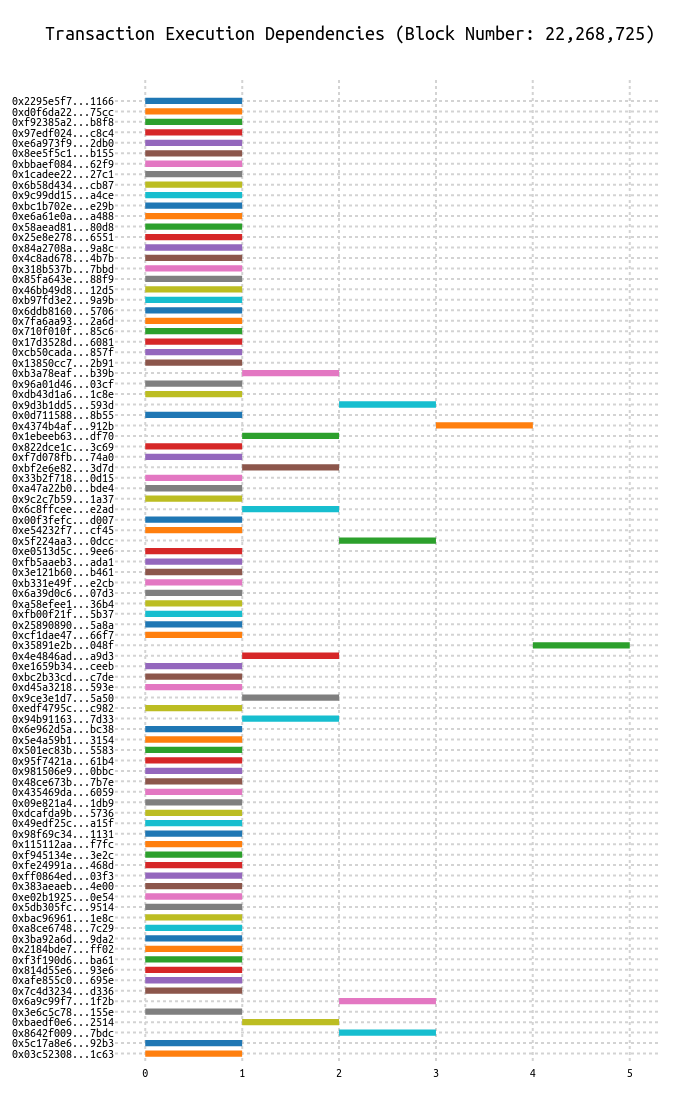 Transaction Execution Dependencies (Block Number: 22,268,725)
0x2295e5f7...1166
0xd0f6da22...75cc
0xf92385a2...b8f8
0x97edf024...c8c4
0xe6a973f9...2db0
0x8ee5f5c1...b155
0xbbaef084...62f9
0x1cadee22...27c1
0x6b58d434...cb87
0x9c99dd15...a4ce
0xbc1b702e...e29b
0xe6a61e0a...a488
0x58aead81...80d8
0x25e8e278...6551
0x84a2708a...9a8c
0x4c8ad678...4b7b
0x318b537b...7bbd
0x85fa643e...88f9
0x46bb49d8...12d5
0xb97fd3e2...9a9b
0x6ddb8160...5706
0x7fa6aa93...2a6d
0x710f010f...85c6
0x17d3528d...6081
0xcb50cada...857f
0x13850cc7...2b91
0xb3a78eaf...b39b
0x96a01d46...03cf
0xdb43d1a6...1c8e
0x9d3b1dd5...593d
0x0d711588...8b55
0x4374b4af...912b
0x1ebeeb63...df70
0x822dce1c...3c69
0xf7d078fb...74a0
0xbf2e6e82...3d7d
0x33b2f718...0d15
0xa47a22b0...bde4
0x9c2c7b59...1a37
0x6c8ffcee...e2ad
0x00f3fefc...d007
0xe54232f7...cf45
0x5f224aa3...0dcc
0xe0513d5c...9ee6
0xfb5aaeb3...ada1
0x3e121b60...b461
0xb331e49f...e2cb
0x6a39d0c6...07d3
0xa58efee1...36b4
0xfb00f21f...5b37
0x25890890...5a8a
0xcf1dae47...66f7
0x35891e2b...048f
0x4e4846ad...a9d3
0xe1659b34...ceeb
0xbc2b33cd...c7de
0xd45a3218...593e
0x9ce3e1d7...5a50
0xedf4795c...c982
0x94b91163...7d33
0x6e962d5a...bc38
0x5e4a59b1...3154
0x501ec83b...5583
0x95f7421a...61b4
0x981506e9...0bbc
0x48ce673b...7b7e
0x435469da...6059
0x09e821a4...1db9
0xdcafda9b...5736
0x49edf25c...a15f
0x98f69c34...1131
0x115112aa...f7fc
0xf945134e...3e2c
0xfe24991a...468d
0xff0864ed...03f3
0x383aeaeb...4e00
0xe02b1925...0e54
0x5db305fc...9514
0xbac96961...1e8c
0xa8ce6748...7c29
0x3ba92a6d...9da2
0x2184bde7...ff02
0xf3f190d6...ba61
0x814d55e6...93e6
0xafe855c0...695e
0x7c4d3234...d336
0x6a9c99f7...1f2b
0x3e6c5c78...155e
0xbaedf0e6...2514
0x8642f009...7bdc
0x5c17a8e6...92b3
0x03c52308...1c63
0 1 2 3 4 5